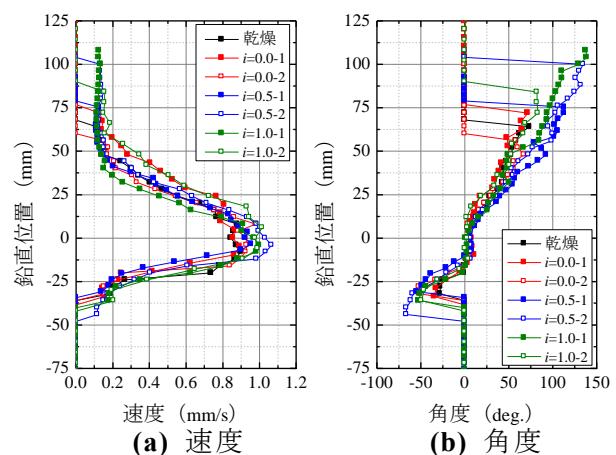 125
100
75
50
25
0
-25
-50
-75
鉛直位置 (mm)
0.0 0.2 0.4 0.6 0.8 1.0 1.2
速度 (mm/s)
乾燥
i=0.0-1
i=0.0-2
i=0.5-1
i=0.5-2
i=1.0-1
i=1.0-2
(a) 速度
125
100
75
50
25
0
-25
-50
-75
鉛直位置 (mm)
-100 -50 0 50 100 150
角度 (deg.)
乾燥
i=0.0-1
i=0.0-2
i=0.5-1
i=0.5-2
i=1.0-1
i=1.0-2
(b) 角度